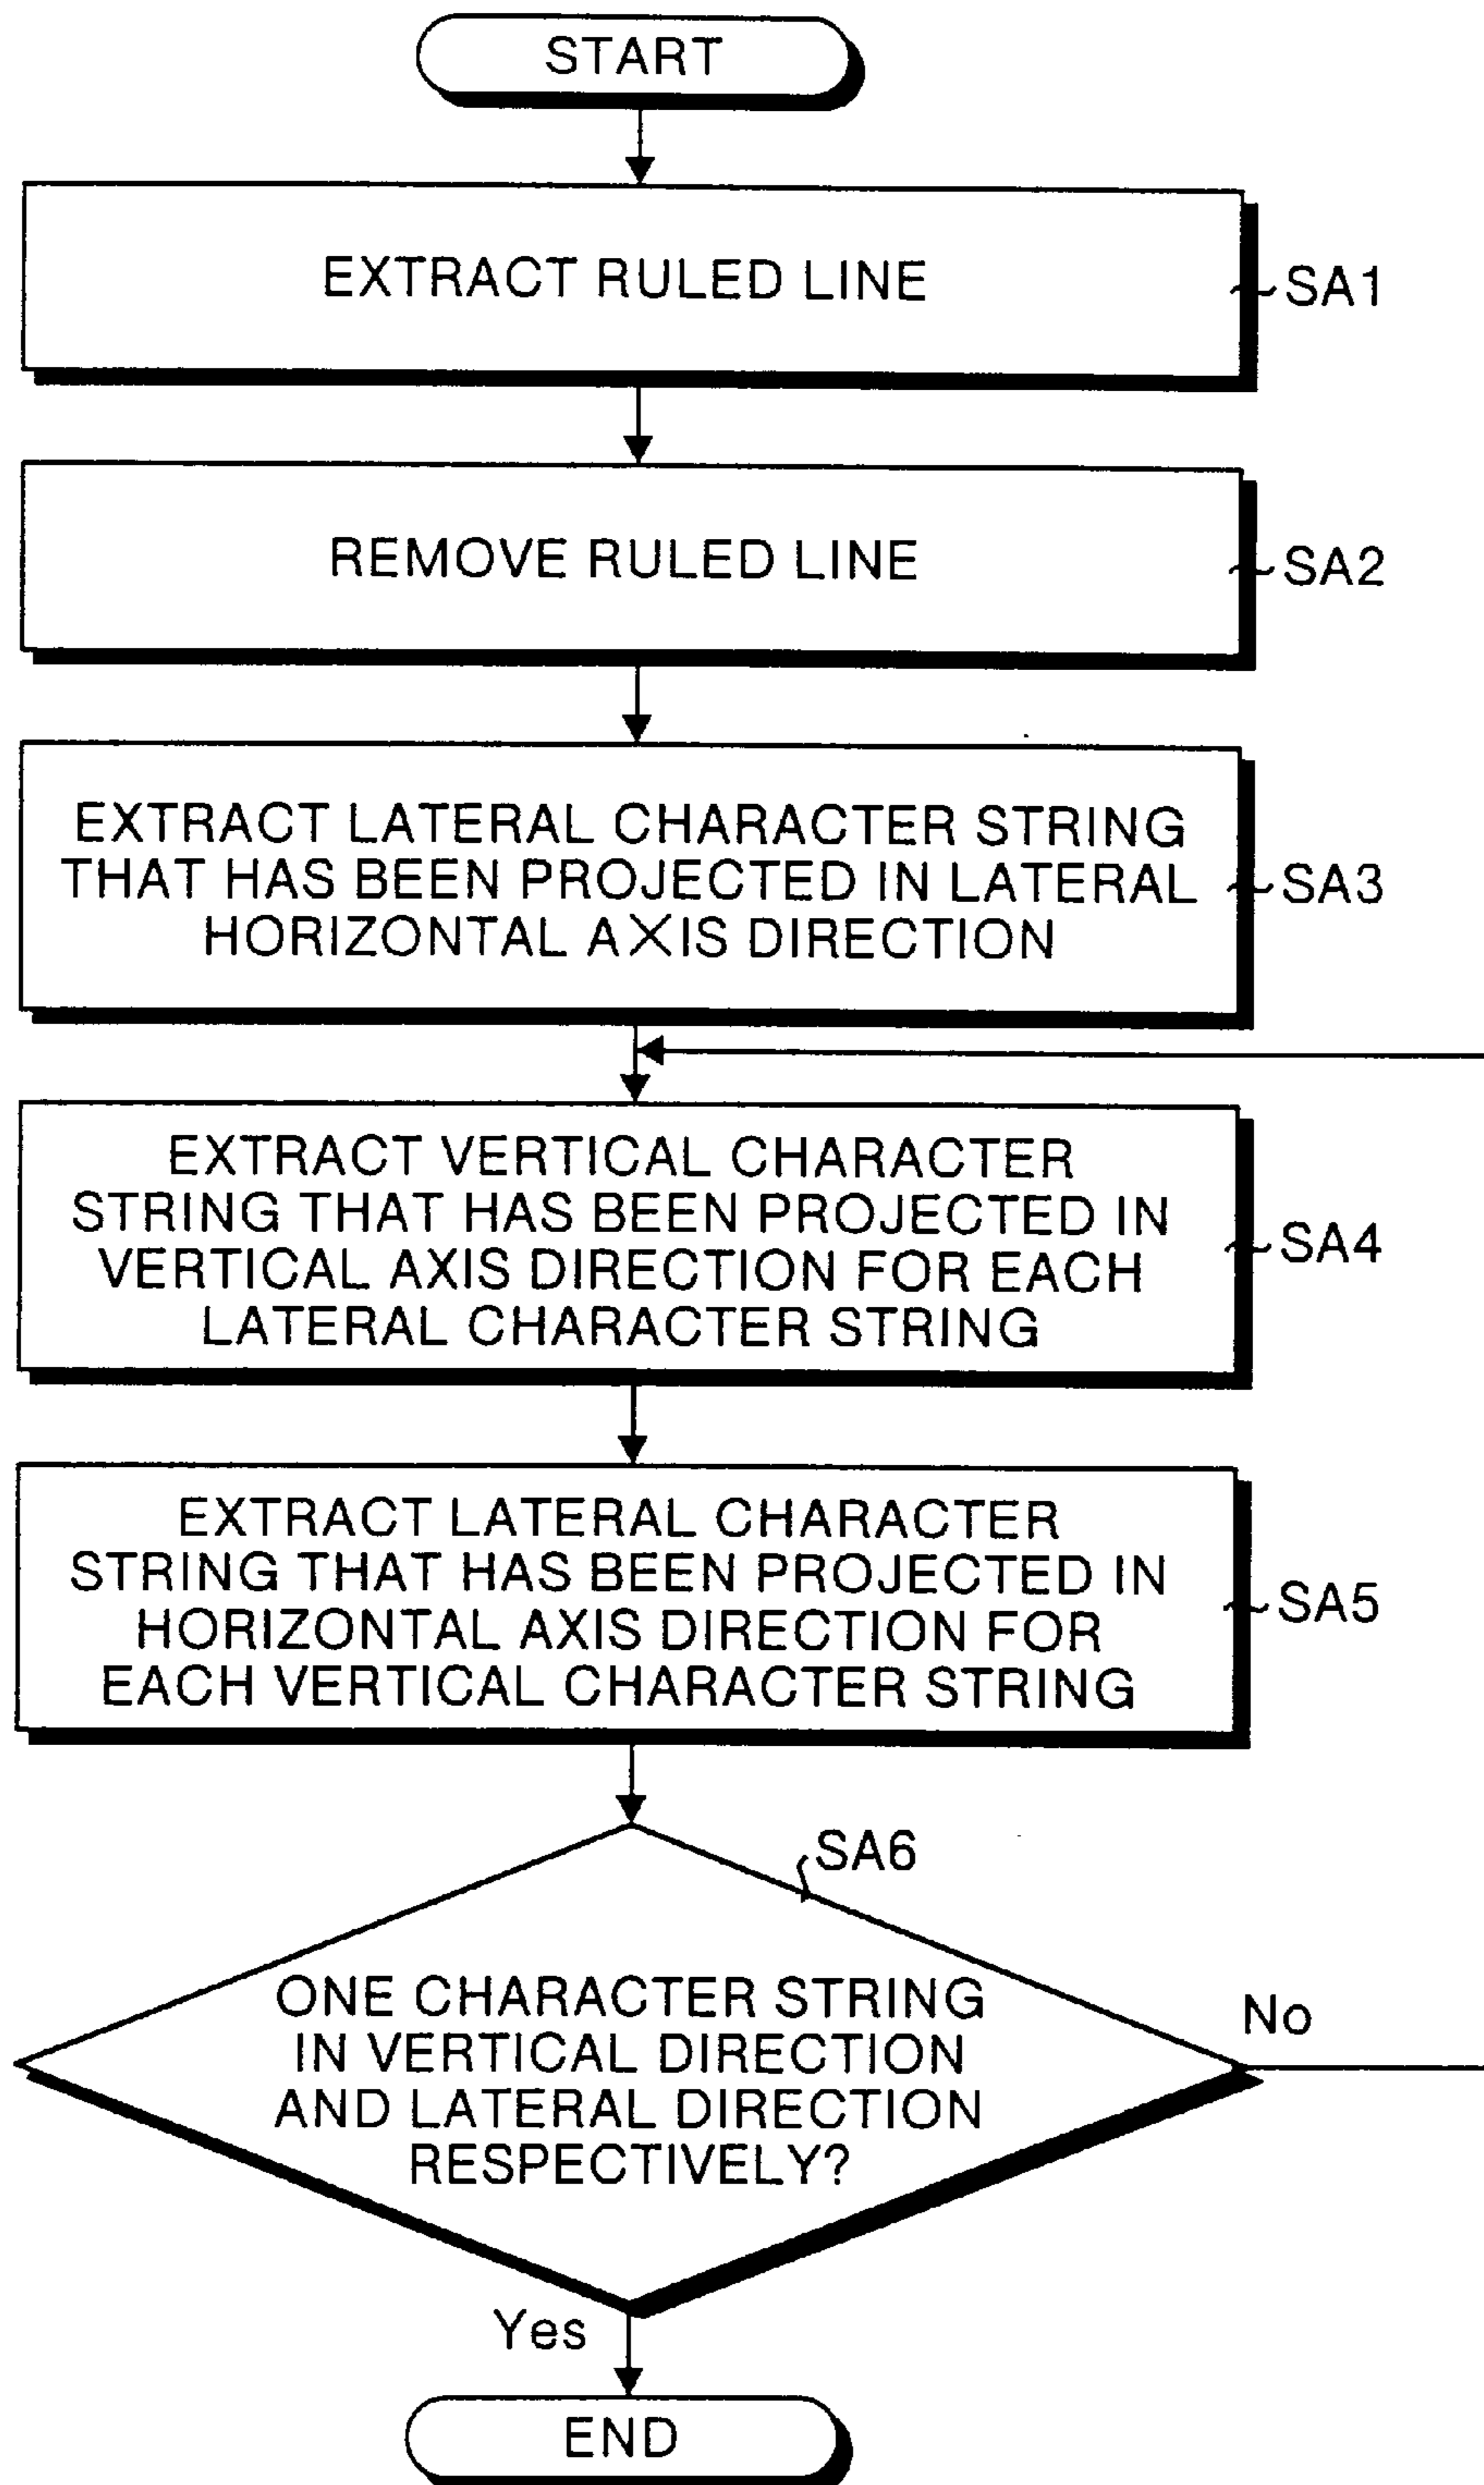 START
EXTRACT RULED LINE
SA1
REMOVE RULED LINE
SA2
EXTRACT LATERAL CHARACTER STRING
THAT HAS BEEN PROJECTED IN LATERAL
HORIZONTAL AXIS DIRECTION
SA3
EXTRACT VERTICAL CHARACTER
STRING THAT HAS BEEN PROJECTED IN
VERTICAL AXIS DIRECTION FOR EACH
LATERAL CHARACTER STRING
SA4
EXTRACT LATERAL CHARACTER
STRING THAT HAS BEEN PROJECTED IN
HORIZONTAL AXIS DIRECTION FOR
EACH VERTICAL CHARACTER STRING
SA5
SA6
ONE CHARACTER STRING
IN VERTICAL DIRECTION
AND LATERAL DIRECTION
RESPECTIVELY?
No
Yes
END